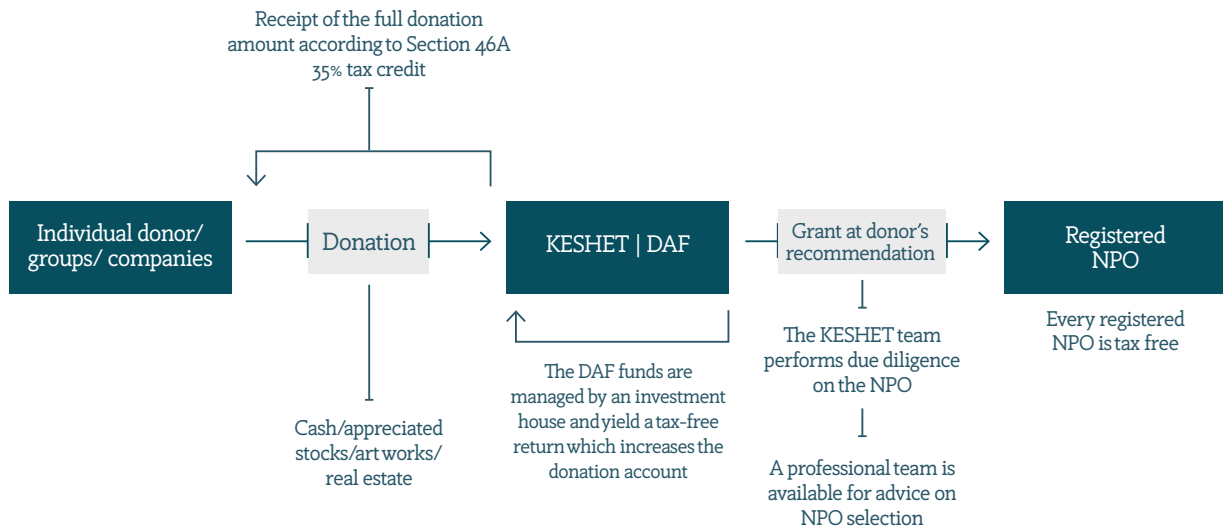 Receipt of the full donation
amount according to Section 46A
35% tax credit
Individual donor/
groups/ companies
Donation
KESHET | DAF
Grant at donor's
recommendation
Registered
NPO
Cash/appreciated
stocks/art works/
real estate
The DAF funds are
managed by an investment
house and yield a tax-free
return which increases the
donation account
The KESHET team
performs due diligence
on the NPO
A professional team is
available for advice on
NPO selection
Every registered
NPO is tax free